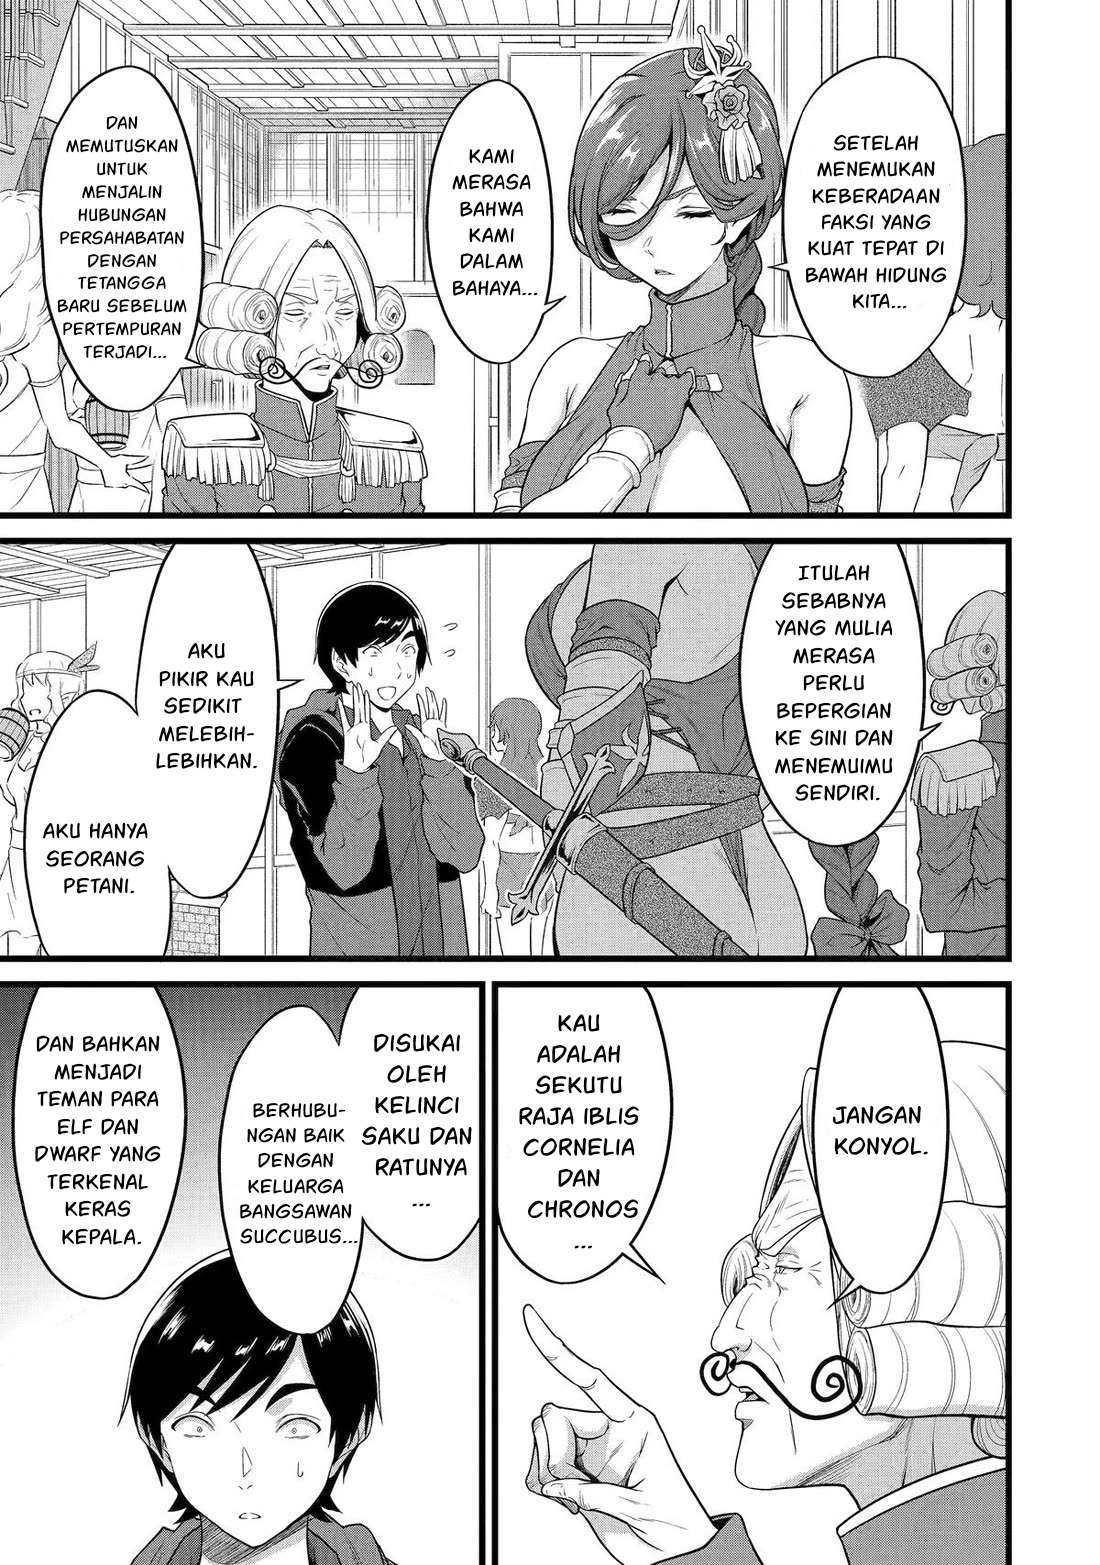 SETELAH
MENEMUKAN
KEBERADAAN
FAKSI YANG
KUAT TEPAT DI
BAWAH HIDUNG
KITA...
KAMI
MERASA
BAHWA
KAMI
DALAM
BAHAYA...
DAN
MEMUTUSKAN
UNTUK
MENJALIN
HUBUNGAN
PERSAHABATAN
DENGAN
TETANGGA
BARU SEBELUM
PERTEMPURAN
TERJADI...
ITULAH
SEBABNYA
YANG MULIA
MERASA
PERLU
BEPERGIAN
KE SINI DAN
MENEMUIMU
SENDIRI.
AKU
PIKIR KAU
SEDIKIT
MELEBIH-
LEBIHKAN.
AKU HANYA
SEORANG
PETANI.
JANGAN
KONYOL.
KAU
ADALAH
SEKUTU
RAJA IBLIS
CORNELIA
DAN
CHRONOS
...
DISUKAI
OLEH
KELINCI
SAKU DAN
RATUNYA
...
BERHUBU-
NGAN BAIK
DENGAN
KELUARGA
BANGSAWAN
SUCCUBUS...
DAN BAHKAN
MENJADI
TEMAN PARA
ELF DAN
DWARF YANG
TERKENAL
KERAS
KEPALA.